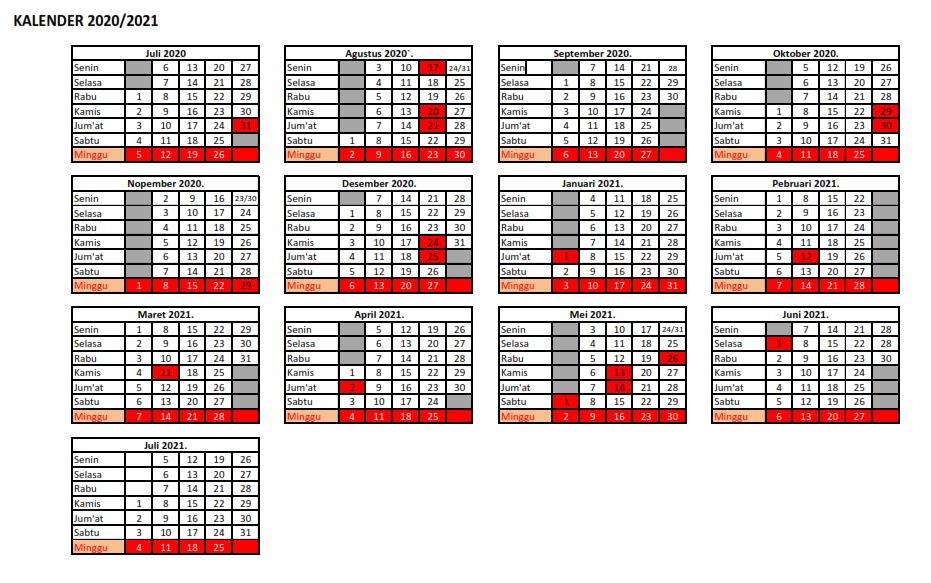 KALENDER 2020/2021
Juli 2020
Senin 6 13 20 27
Selasa 7 14 21 28
Rabu 1 8 15 22 29
Kamis 2 9 16 23 30
Jum'at 3 10 17 24 31
Sabtu 4 11 18 25
Minggu 5 12 19 26
Agustus 2020`.
Senin 3 10 17 24/31
Selasa 4 11 18 25
Rabu 5 12 19 26
Kamis 6 13 20 27
Jum'at 7 14 21 28
Sabtu 1 8 15 22 29
Minggu 2 9 16 23 30
September 2020.
Senin 7 14 21 28
Selasa 1 8 15 22 29
Rabu 2 9 16 23 30
Kamis 3 10 17 24
Jum'at 4 11 18 25
Sabtu 5 12 19 26
Minggu 6 13 20 27
Oktober 2020.
Senin 5 12 19 26
Selasa 6 13 20 27
Rabu 7 14 21 28
Kamis 1 8 15 22 29
Jum'at 2 9 16 23 30
Sabtu 3 10 17 24 31
Minggu 4 11 18 25
Nopember 2020.
Senin 2 9 16 23/30
Selasa 3 10 17 24
Rabu 4 11 18 25
Kamis 5 12 19 26
Jum'at 6 13 20 27
Sabtu 7 14 21 28
Minggu 1 8 15 22 29
Desember 2020.
Senin 7 14 21 28
Selasa 1 8 15 22 29
Rabu 2 9 16 23 30
Kamis 3 10 17 24 31
Jum'at 4 11 18 25
Sabtu 5 12 19 26
Minggu 6 13 20 27
Januari 2021.
Senin 4 11 18 25
Selasa 5 12 19 26
Rabu 6 13 20 27
Kamis 7 14 21 28
Jum'at 1 8 15 22 29
Sabtu 2 9 16 23 30
Minggu 3 10 17 24 31
Pebruari 2021.
Senin 1 8 15 22
Selasa 2 9 16 23
Rabu 3 10 17 24
Kamis 4 11 18 25
Jum'at 5 12 19 26
Sabtu 6 13 20 27
Minggu 7 14 21 28
Maret 2021.
Senin 1 8 15 22 29
Selasa 2 9 16 23 30
Rabu 3 10 17 24 31
Kamis 4 11 18 25
Jum'at 5 12 19 26
Sabtu 6 13 20 27
Minggu 7 14 21 28
April 2021.
Senin 5 12 19 26
Selasa 6 13 20 27
Rabu 7 14 21 28
Kamis 1 8 15 22 29
Jum'at 2 9 16 23 30
Sabtu 3 10 17 24
Minggu 4 11 18 25
Mei 2021.
Senin 3 10 17 24/31
Selasa 4 11 18 25
Rabu 5 12 19 26
Kamis 6 13 20 27
Jum'at 7 14 21 28
Sabtu 1 8 15 22 29
Minggu 2 9 16 23 30
Juni 2021.
Senin 7 14 21 28
Selasa 1 8 15 22 28
Rabu 2 9 16 23 30
Kamis 3 10 17 24
Jum'at 4 11 18 25
Sabtu 5 12 19 26
Minggu 6 13 20 27
Juli 2021.
Senin 5 12 19 26
Selasa 6 13 20 27
Rabu 7 14 21 28
Kamis 1 8 15 22 29
Jum'at 2 9 16 23 30
Sabtu 3 10 17 24 31
Minggu 4 11 18 25